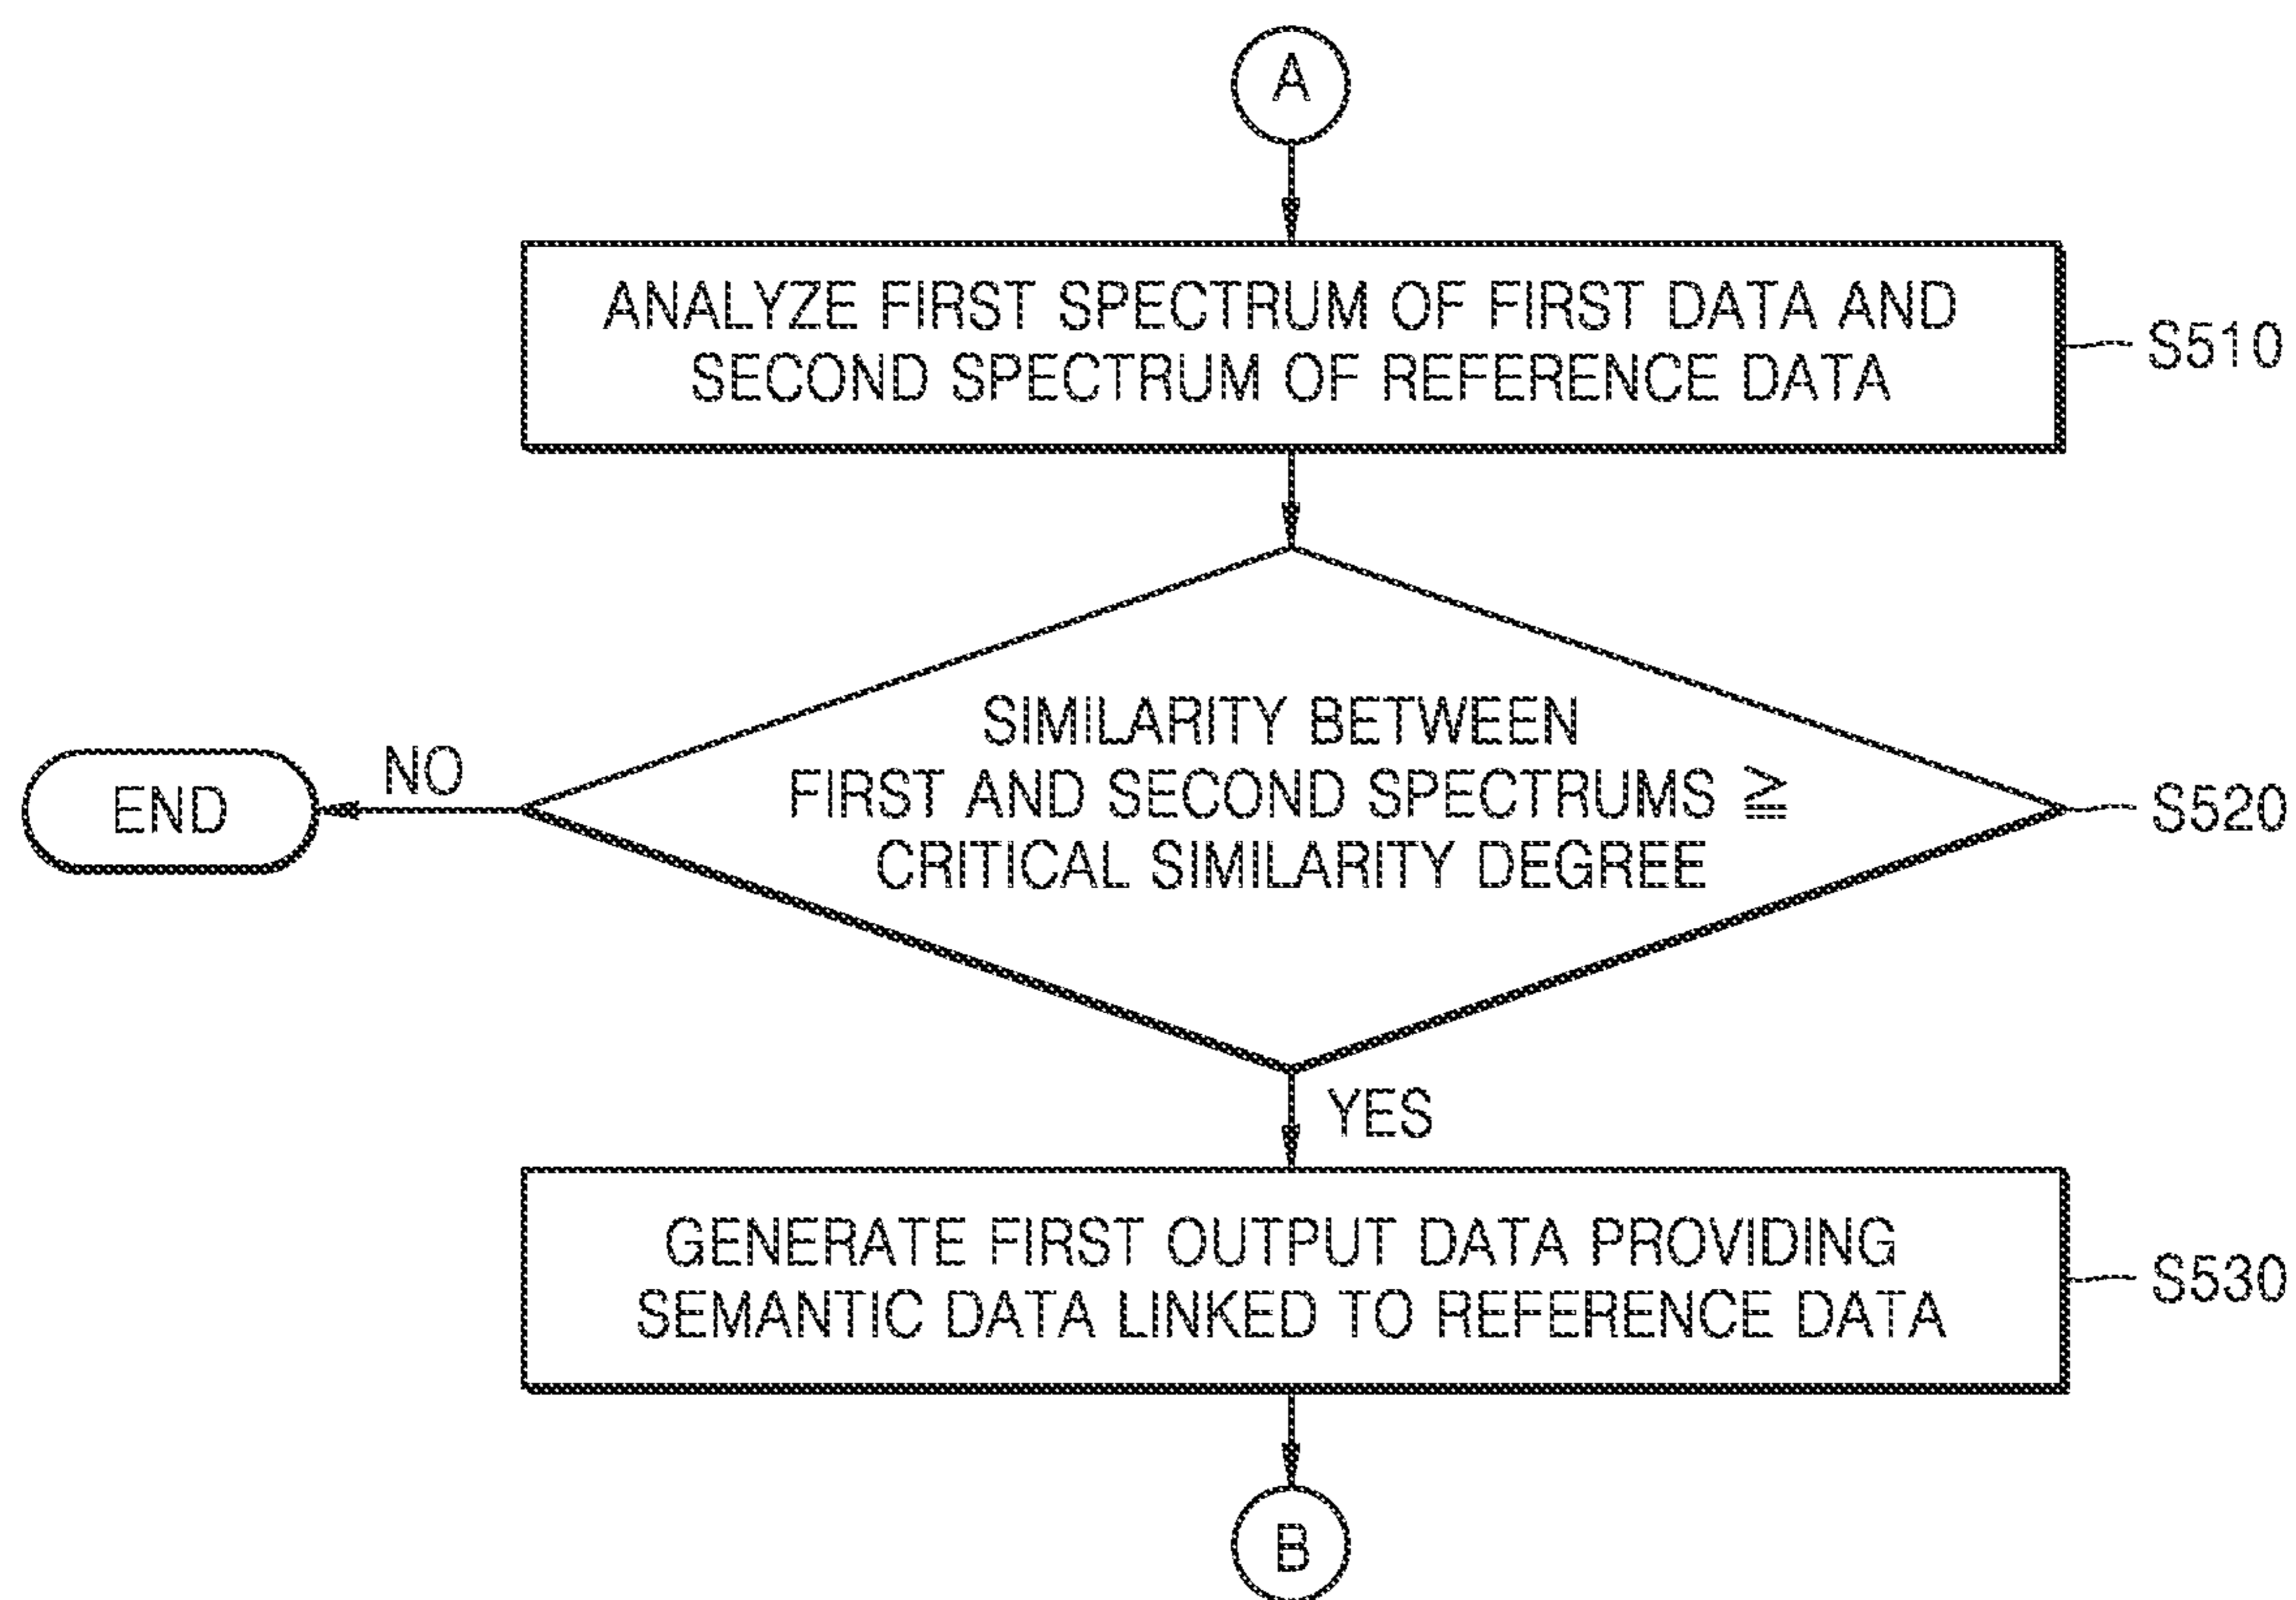 A
ANALYZE FIRST SPECTRUM OF FIRST DATA AND
SECOND SPECTRUM OF REFERENCE DATA
S510
SIMILARITY BETWEEN
FIRST AND SECOND SPECTRUMS ≧
CRITICAL SIMILARITY DEGREE
S520
NO
END
YES
GENERATE FIRST OUTPUT DATA PROVIDING
SEMANTIC DATA LINKED TO REFERENCE DATA
S530
B